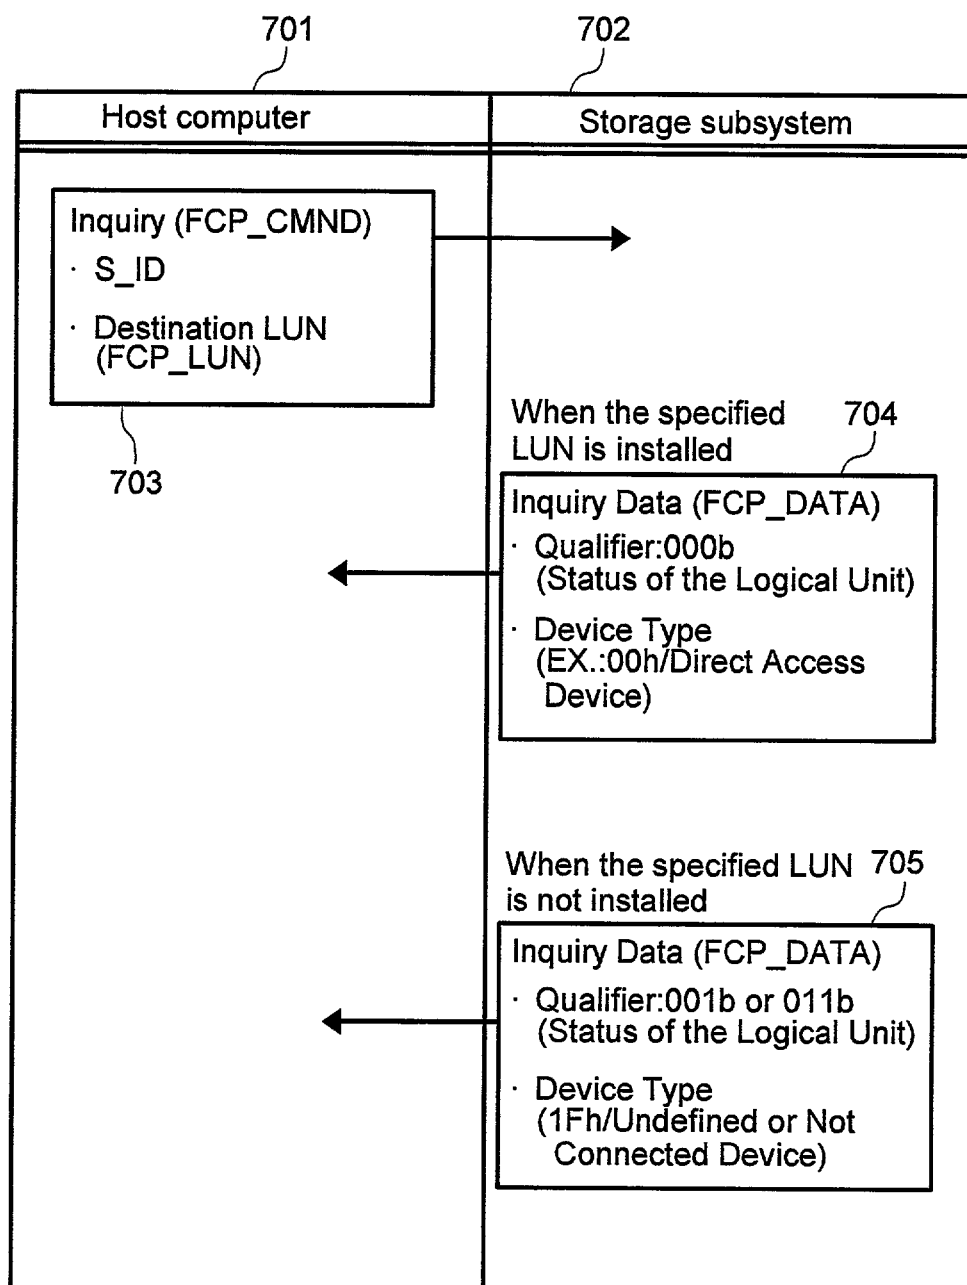 701
702
Host computer
Storage subsystem
Inquiry (FCP_CMND)
· S_ID
· Destination LUN
(FCP_LUN)
703
When the specified
LUN is installed
704
Inquiry Data (FCP_DATA)
· Qualifier:000b
(Status of the Logical Unit)
· Device Type
(EX.:00h/Direct Access
Device)
When the specified LUN
is not installed
705
Inquiry Data (FCP_DATA)
· Qualifier:001b or 011b
(Status of the Logical Unit)
· Device Type
(1Fh/Undefined or Not
Connected Device)